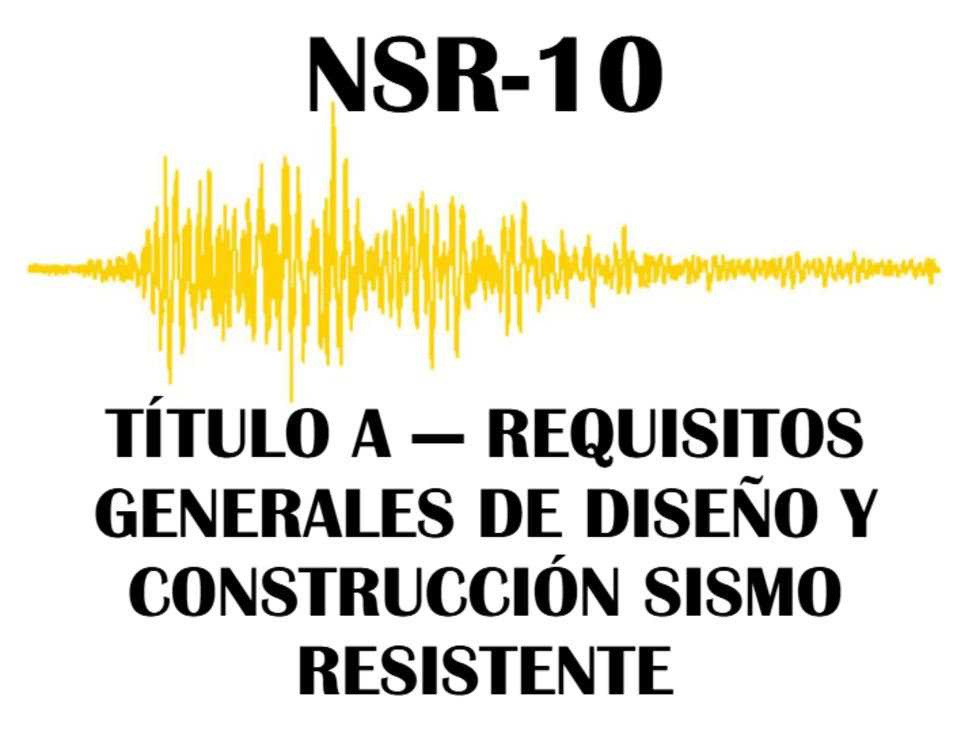 NSR-10
TÍTULO A — REQUISITOS
GENERALES DE DISEÑO Y
CONSTRUCCIÓN SISMO
RESISTENTE